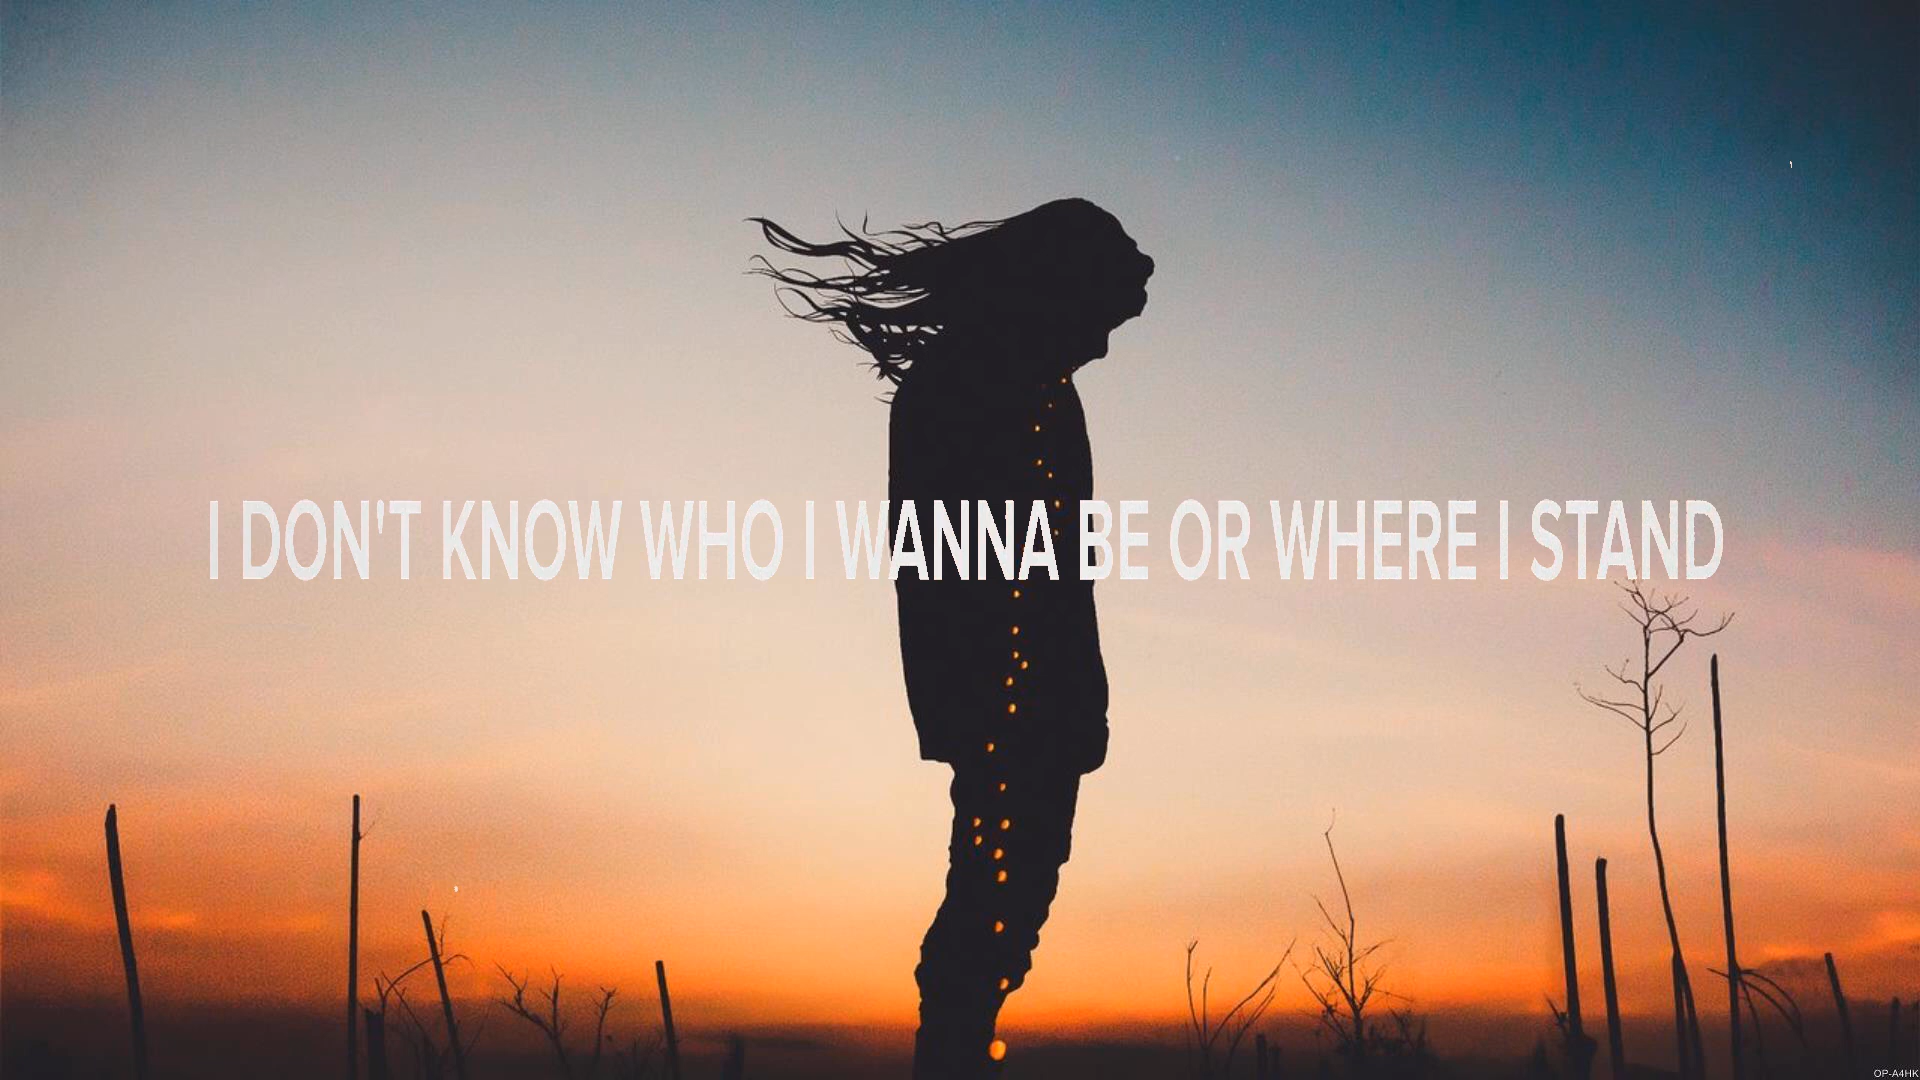 I DON'T KNOW WHO I WANNA BE OR WHERE I STAND
OP-A4HK